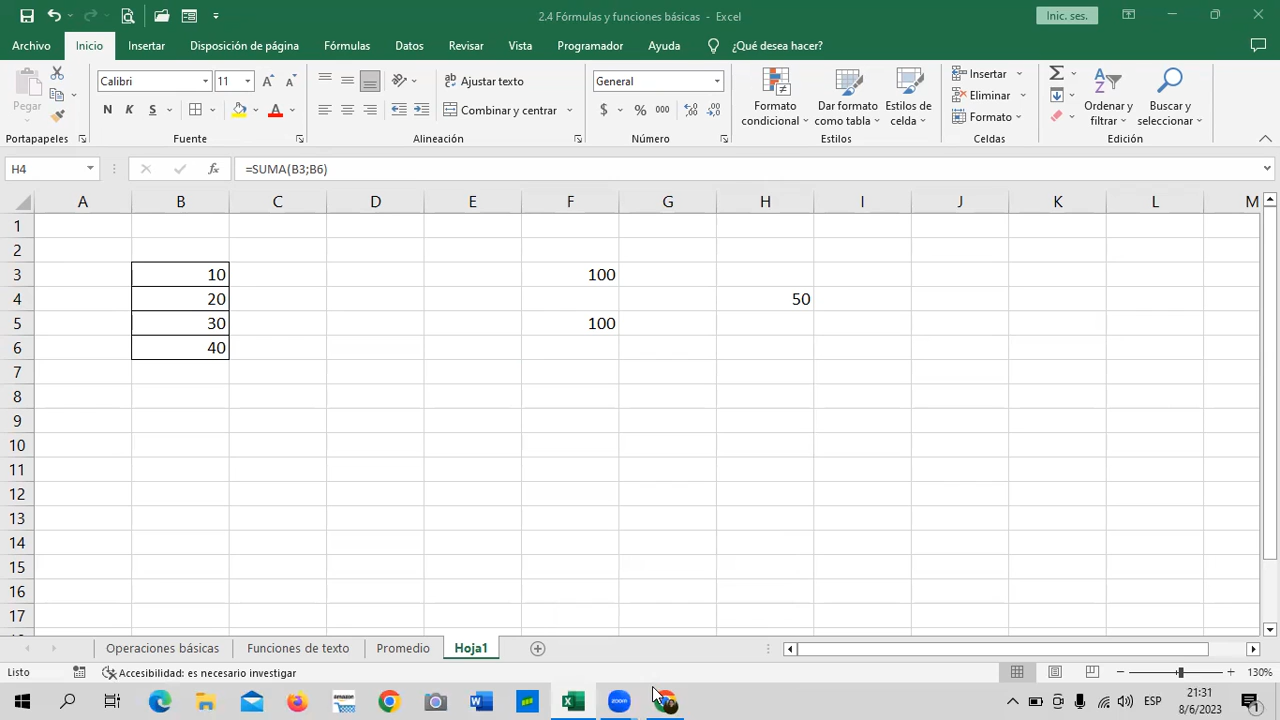 2.4 Fórmulas y funciones básicas - Excel
Inic. ses.
Archivo Inicio Insertar Disposición de página Fórmulas Datos Revisar Vista Programador Ayuda ¿Qué desea hacer?
Pegar
Calibri 11
Ajustar texto
General
Formato condicional
Dar formato como tabla
Estilos de celda
Insertar
Eliminar
Formato
Ordenar y filtrar
Buscar y seleccionar
N K S
Combinar y centrar
$ % 000
Portapapeles Fuente Alineación Número Estilos Celdas Edición
H4 fx =SUMA(B3;B6)
A B C D E F G H I J K L M
1
2
3 10 100
4 20 50
5 30 100
6 40
7
8
9
10
11
12
13
14
15
16
17
Operaciones básicas Funciones de texto Promedio Hoja1
Listo Accesibilidad: es necesario investigar 130%
amazon zoom ESP 21:31
8/6/2023